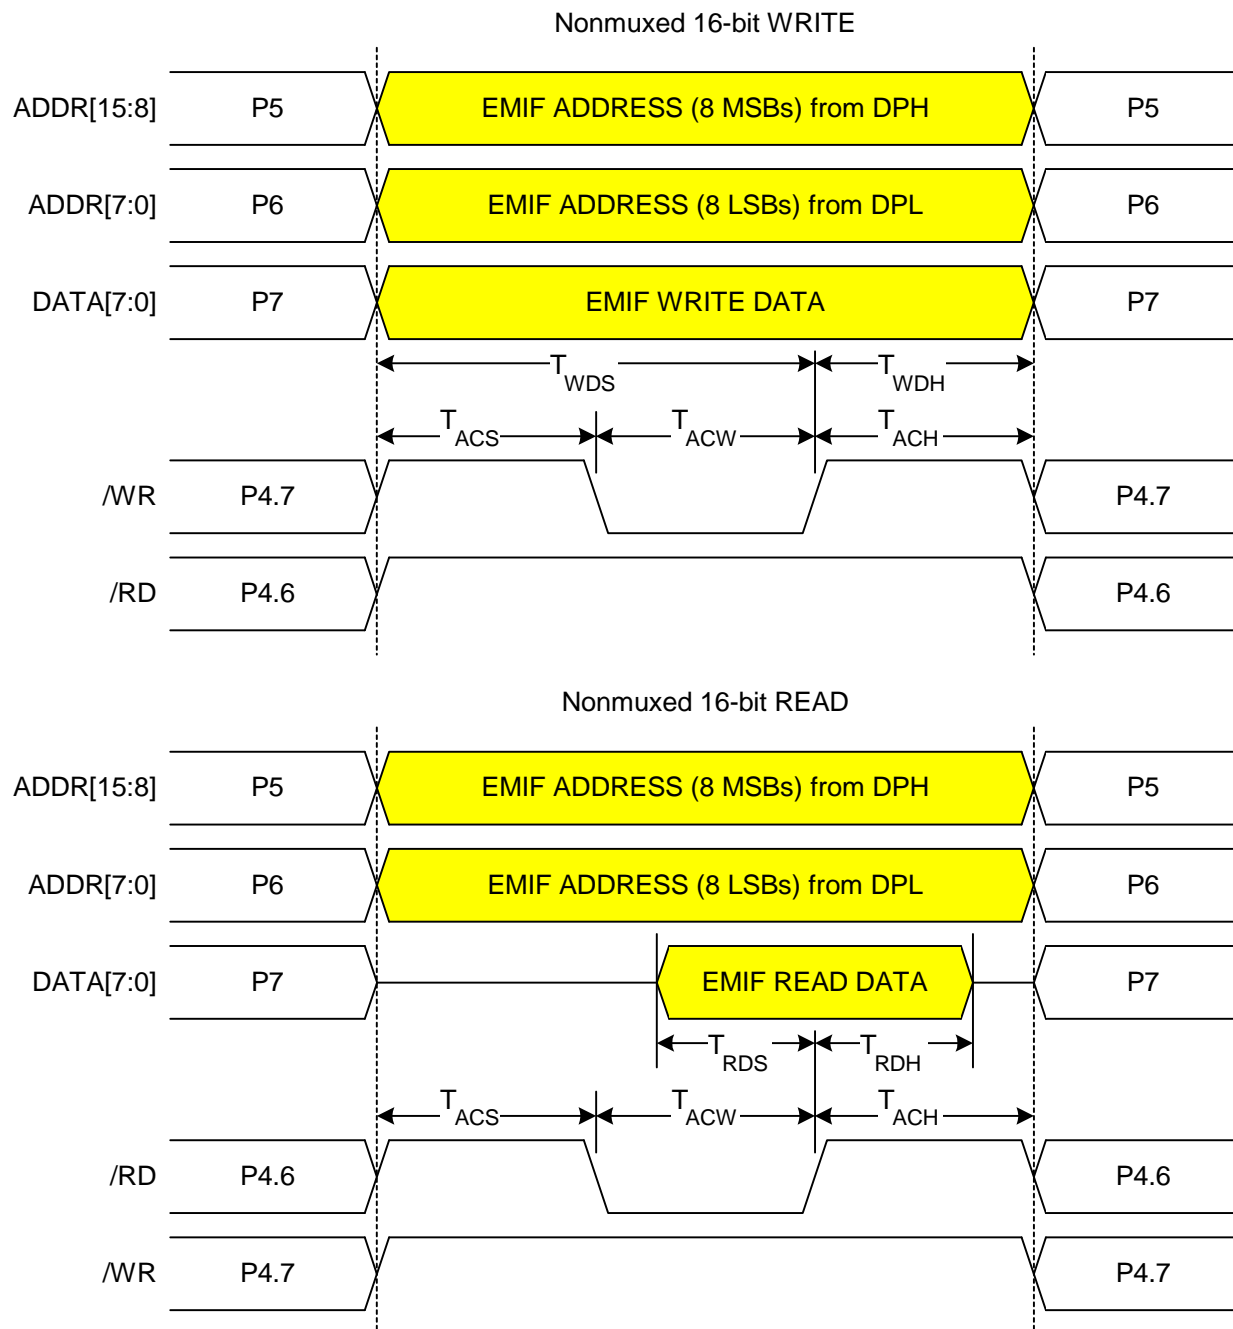 Nonmuxed 16-bit WRITE
ADDR[15:8] P5 EMIF ADDRESS (8 MSBs) from DPH P5
ADDR[7:0] P6 EMIF ADDRESS (8 LSBs) from DPL P6
DATA[7:0] P7 EMIF WRITE DATA P7
TWDS TWDH
TACS TACW TACH
/WR P4.7 P4.7
/RD P4.6 P4.6
Nonmuxed 16-bit READ
ADDR[15:8] P5 EMIF ADDRESS (8 MSBs) from DPH P5
ADDR[7:0] P6 EMIF ADDRESS (8 LSBs) from DPL P6
DATA[7:0] P7 EMIF READ DATA P7
TRDS TRDH
TACS TACW TACH
/RD P4.6 P4.6
/WR P4.7 P4.7